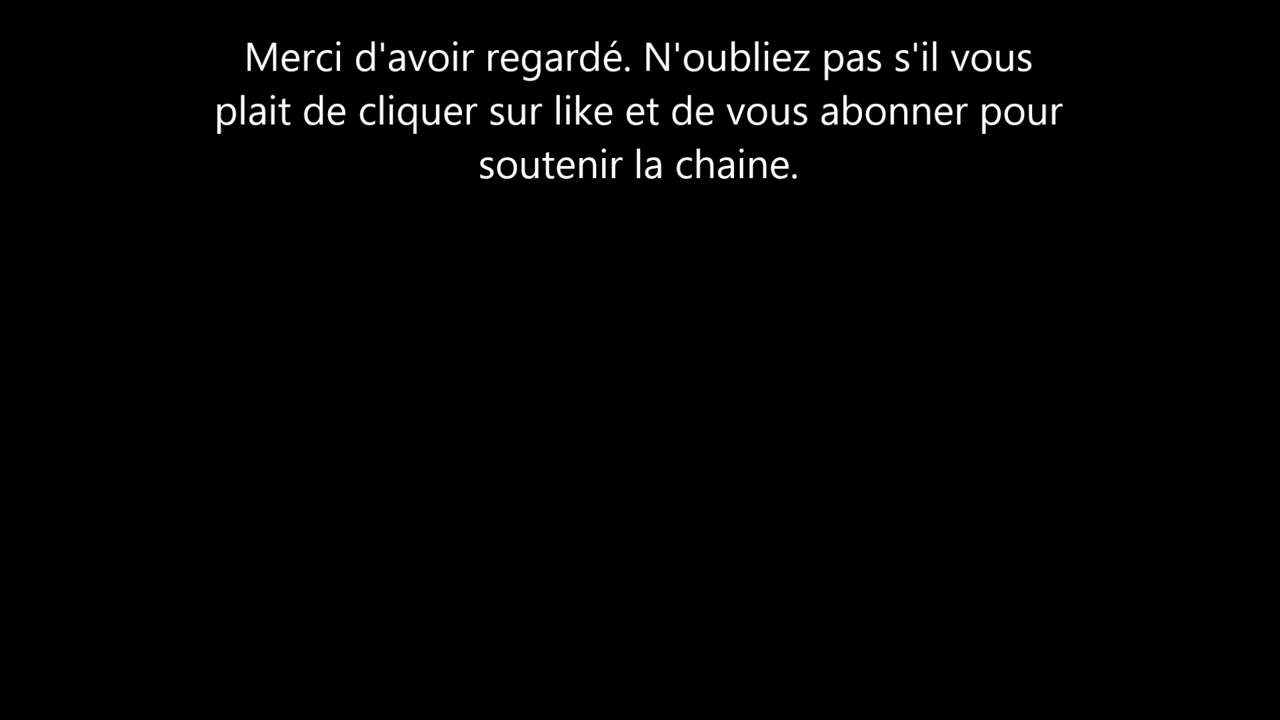 Merci d'avoir regardé. N'oubliez pas s'il vous
plait de cliquer sur like et de vous abonner pour
soutenir la chaine.